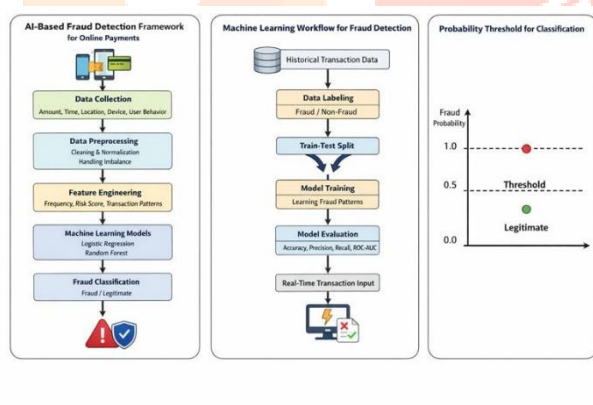 AI-Based Fraud Detection Framework
for Online Payments
Data Collection
Amount, Time, Location, Device, User Behavior
Data Preprocessing
Cleaning & Normalization
Handling Imbalance
Feature Engineering
Frequency, Risk Score, Transaction Patterns
Machine Learning Models
Logistic Regression
Random Forest
Fraud Classification
Fraud / Legitimate
Machine Learning Workflow for Fraud Detection
Historical Transaction Data
Data Labeling
Fraud / Non-Fraud
Train-Test Split
Model Training
Learning Fraud Patterns
Model Evaluation
Accuracy, Precision, Recall, ROC-AUC
Real-Time Transaction Input
Probability Threshold for Classification
Fraud
Probability
1.0
0.5
Threshold
Legitimate
0.0